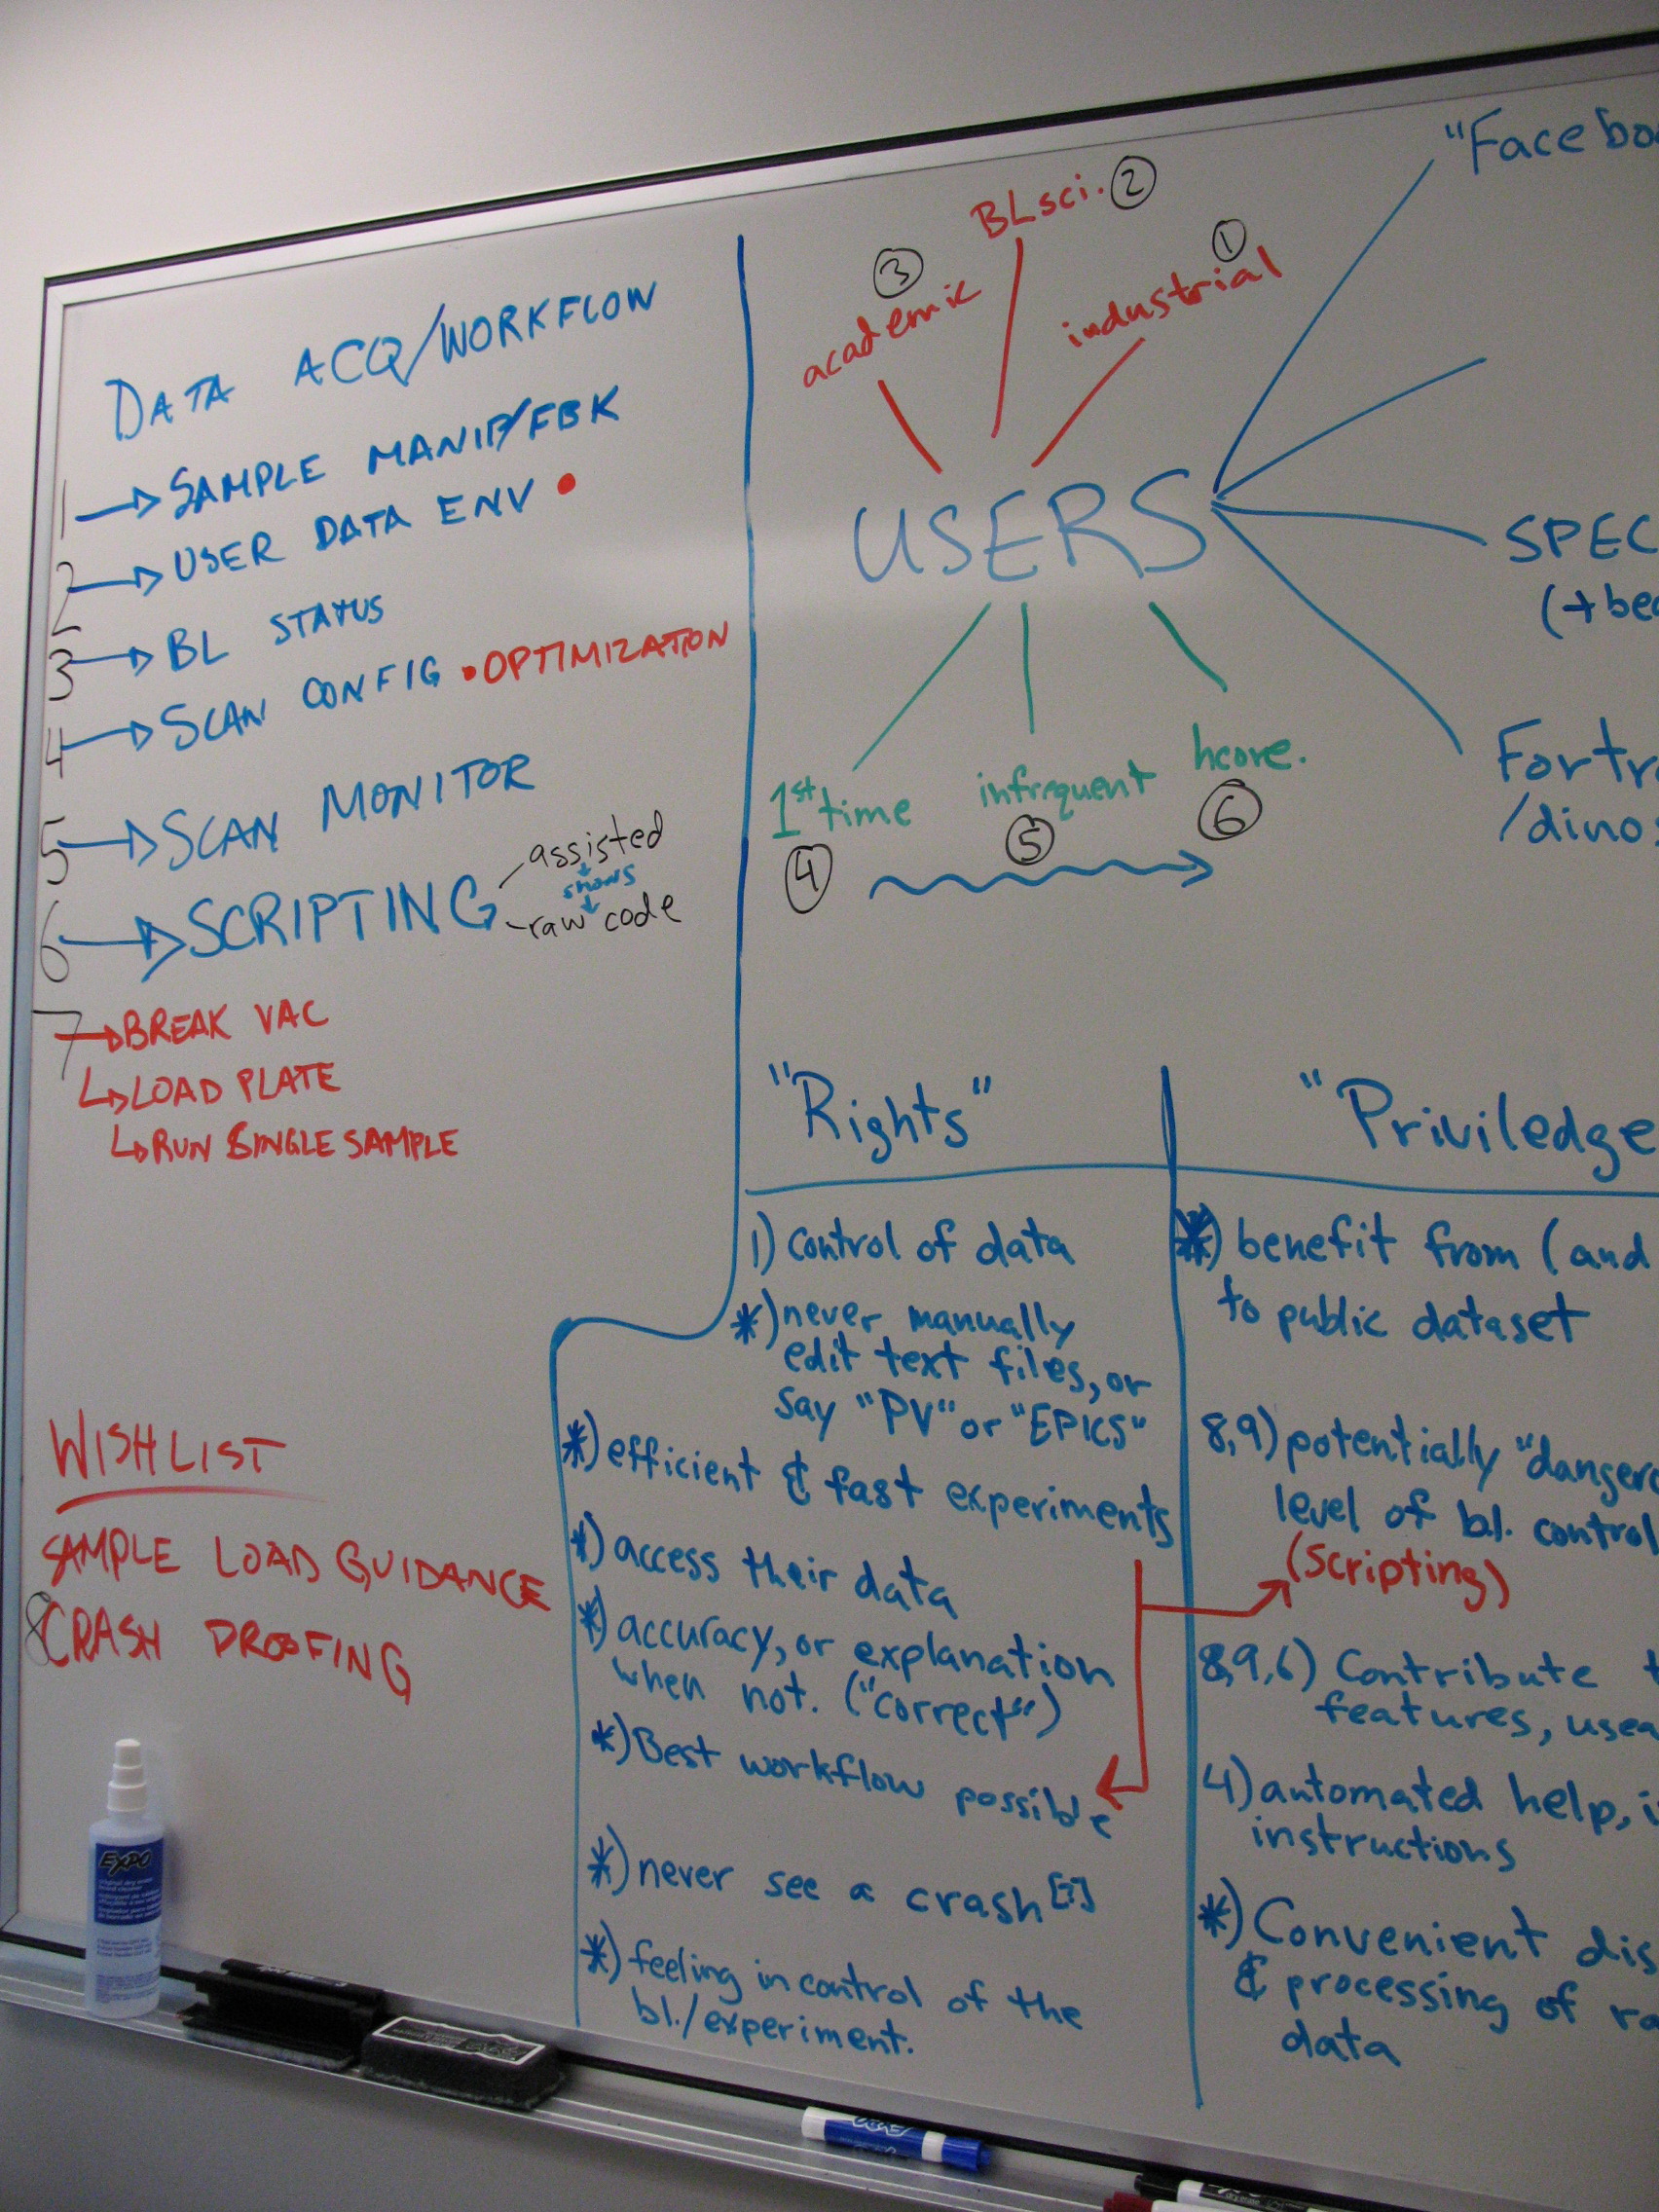 DATA ACQ/WORKFLOW
1 → SAMPLE MANIP/FBK
2 → USER DATA ENV •
3 → BL STATUS
4 → SCAN CONFIG • OPTIMIZATION
5 → SCAN MONITOR
6 → SCRIPTING
assisted
shows
raw code
7 → BREAK VAC
↳ LOAD PLATE
↳ RUN SINGLE SAMPLE
WISHLIST
SAMPLE LOAD GUIDANCE
8 CRASH PROOFING
academic ③
BLsci. ②
industrial ①
USERS
1st time ④
infrequent ⑤
hcore. ⑥
"Facebo
SPEC
(+bea
Fortr
/dinos
"Rights"
1) control of data
*) never manually
edit text files, or
say "PV" or "EPICS"
*) efficient & fast experiments
*) access their data
*) accuracy, or explanation
when not. ("correct")
*) Best workflow possible
*) never see a crash [?]
*) feeling in control of the
bl./experiment.
"Priviledge
*) benefit from (and
to public dataset
8,9) potentially "dangero
level of b.l. control
(scripting)
8,9,6) Contribute t
features, usea
4) automated help, i
instructions
*) Convenient dis
& processing of ra
data
EXPO